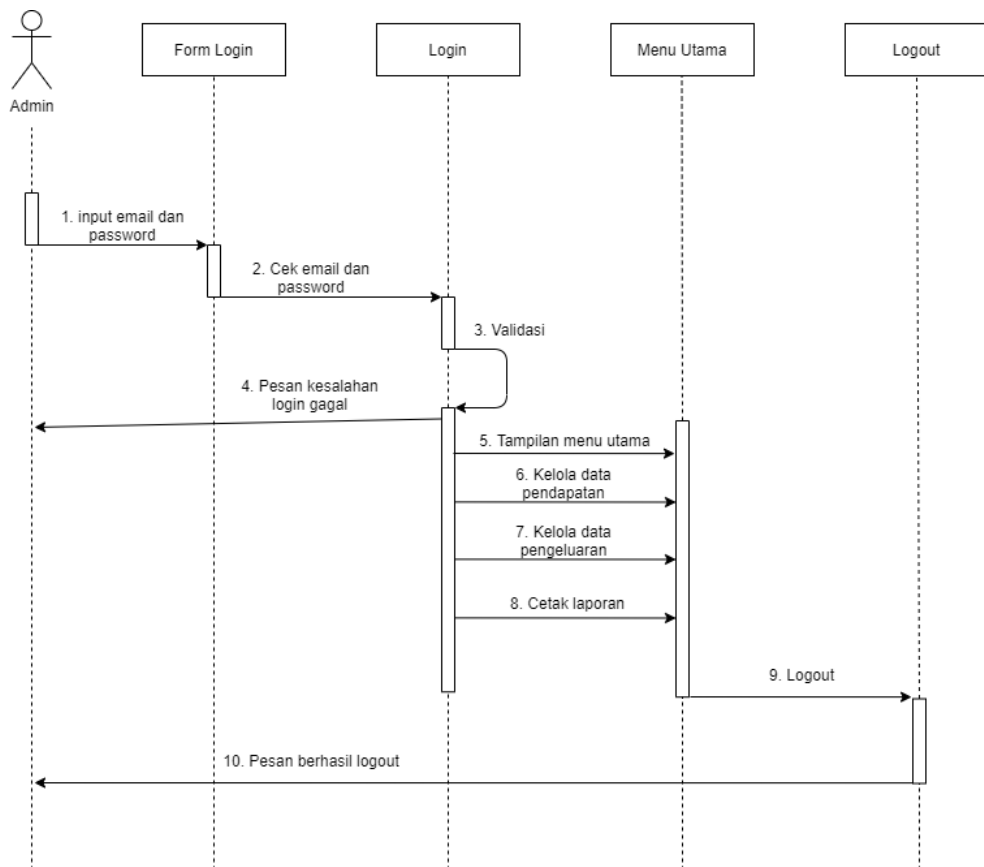 Form Login
Login
Menu Utama
Logout
Admin
1. input email dan
password
2. Cek email dan
password
3. Validasi
4. Pesan kesalahan
login gagal
5. Tampilan menu utama
6. Kelola data
pendapatan
7. Kelola data
pengeluaran
8. Cetak laporan
9. Logout
10. Pesan berhasil logout